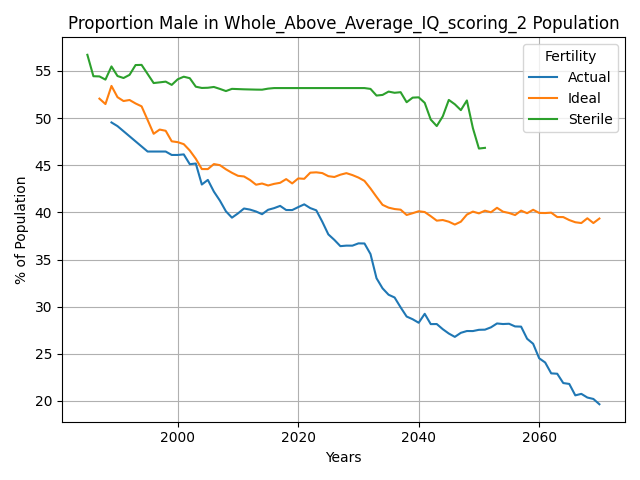 Proportion Male in Whole_Above_Average_IQ_scoring_2 Population
Fertility
Actual
Ideal
Sterile
% of Population
55
50
45
40
35
30
25
20
2000
2020
2040
2060
Years